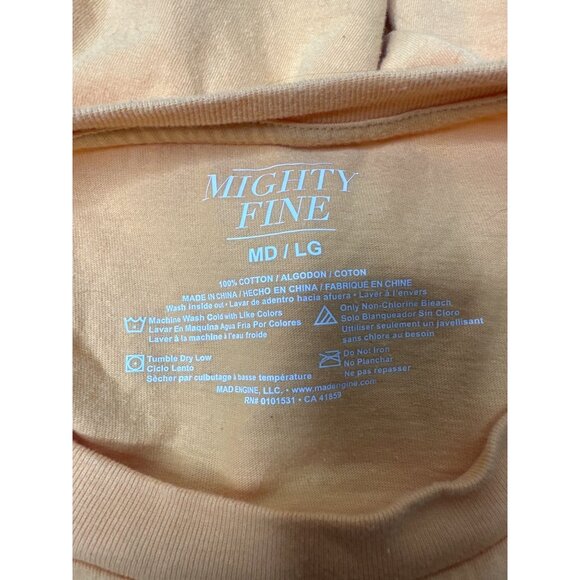 MIGHTY
FINE
MD / LG
100% COTTON / ALGODON / COTON
MADE IN CHINA / HECHO EN CHINA / FABRIQUE EN CHINE
Wash inside out • Lavar de adentro hacia afuera • Laver à l'envers
Machine Wash Cold with Like Colors
Lavar En Maquina Agua Fria Por Colores
Laver à la machine à l'eau froide
Only Non-Chlorine Bleach
Solo Blanqueador Sin Cloro
Utiliser seulement un javellisant
sans chlore au besoin
Tumble Dry Low
Ciclo Lento
Sécher par culbutage à basse température
Do Not Iron
No Planchar
Ne pas repasser
MAD ENGINE, LLC. • www.madengine.com
RN# 0101531 • CA 41859